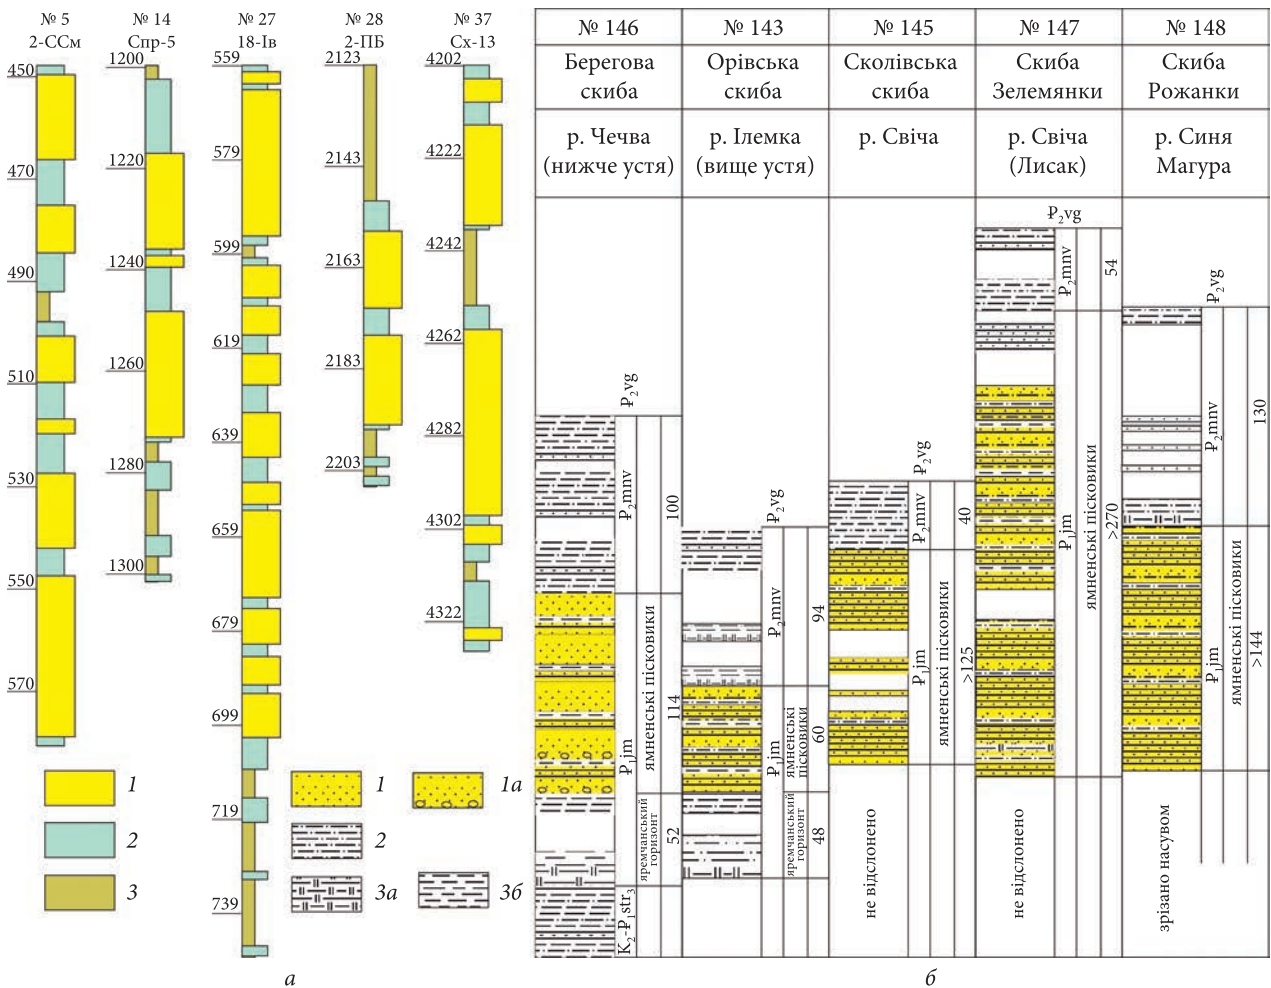 № 5
2-ССм
450
470
490
510
530
550
570
№ 14
Спр-5
1200
1220
1240
1260
1280
1300
№ 27
18-Ів
559
579
599
619
639
659
679
699
719
739
№ 28
2-ПБ
2123
2143
2163
2183
2203
№ 37
Сх-13
4202
4222
4242
4262
4282
4302
4322
1
2
3
1
1а
2
3а
3б
а
№ 146
Берегова
скиба
р. Чечва
(нижче устя)
₽₂vg
₽₂mnv
100
₽₁jm
ямненські пісковики
114
яремчанський
горизонт
52
K₂-₽₁str₃
№ 143
Орівська
скиба
р. Ілемка
(вище устя)
₽₂vg
₽₂mnv
94
₽₁jm
ямненські
пісковики
60
яремчанський
горизонт
48
№ 145
Сколівська
скиба
р. Свіча
₽₂vg
₽₂mnv
40
₽₁jm
ямненські пісковики
>125
не відслонено
№ 147
Скиба
Зелемянки
р. Свіча
(Лисак)
₽₂vg
₽₂mnv
54
₽₁jm
ямненські пісковики
>270
не відслонено
№ 148
Скиба
Рожанки
р. Синя
Магура
₽₂vg
₽₂mnv
130
₽₁jm
ямненські пісковики
>144
зрізано насувом
б